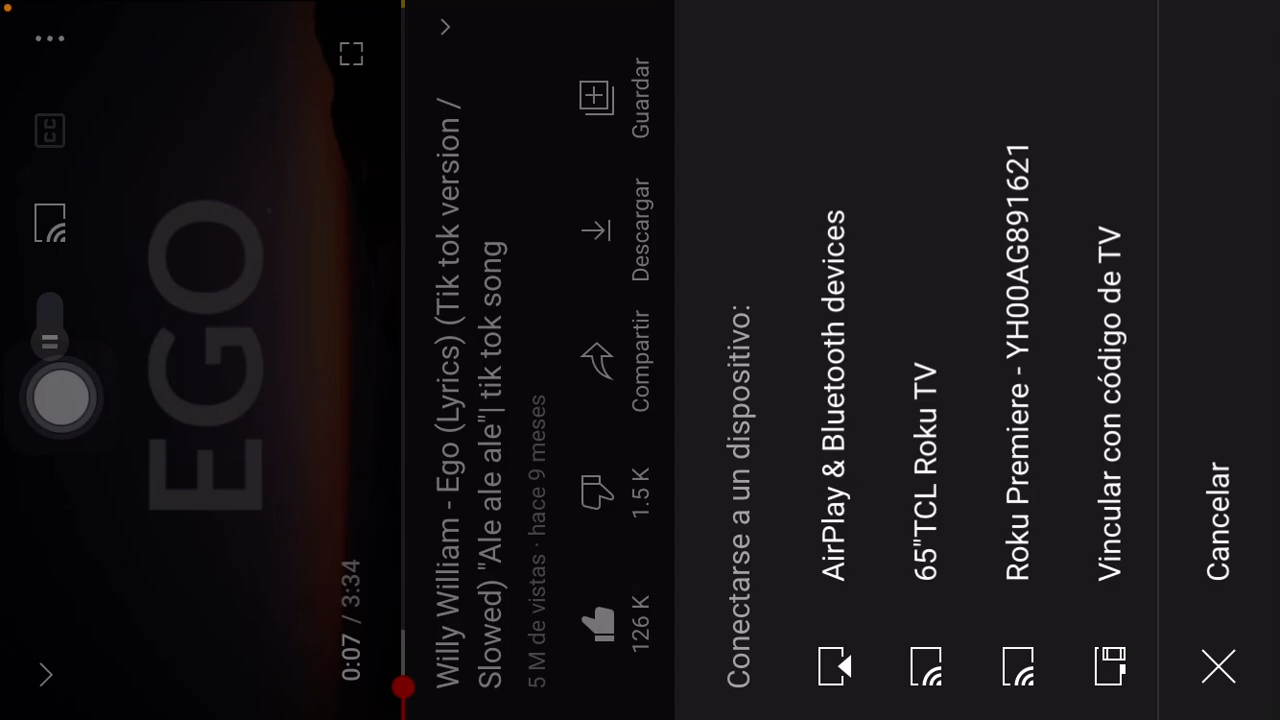 EGO
0:07 / 3:34
Willy William - Ego (Lyrics) (Tik tok version /
Slowed) "Ale ale ale"| tik tok song
5 M de vistas · hace 9 meses
126 K
1.5 K
Compartir
Descargar
Guardar
Conectarse a un dispositivo:
AirPlay & Bluetooth devices
65"TCL Roku TV
Roku Premiere - YH00AG891621
Vincular con código de TV
Cancelar